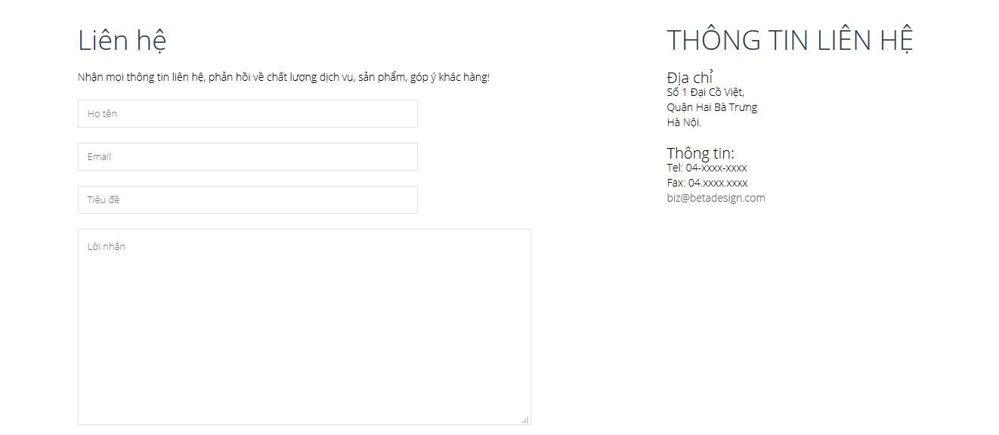 Liên hệ
Nhận mọi thông tin liên hệ, phản hồi về chất lượng dịch vụ, sản phẩm, góp ý khác hàng!
Họ tên
Email
Tiêu đề
Lời nhắn
THÔNG TIN LIÊN HỆ
Địa chỉ
Số 1 Đại Cồ Việt,
Quận Hai Bà Trưng
Hà Nội.
Thông tin:
Tel: 04-xxxx-xxxx
Fax: 04.xxxx.xxxx
biz@betadesign.com